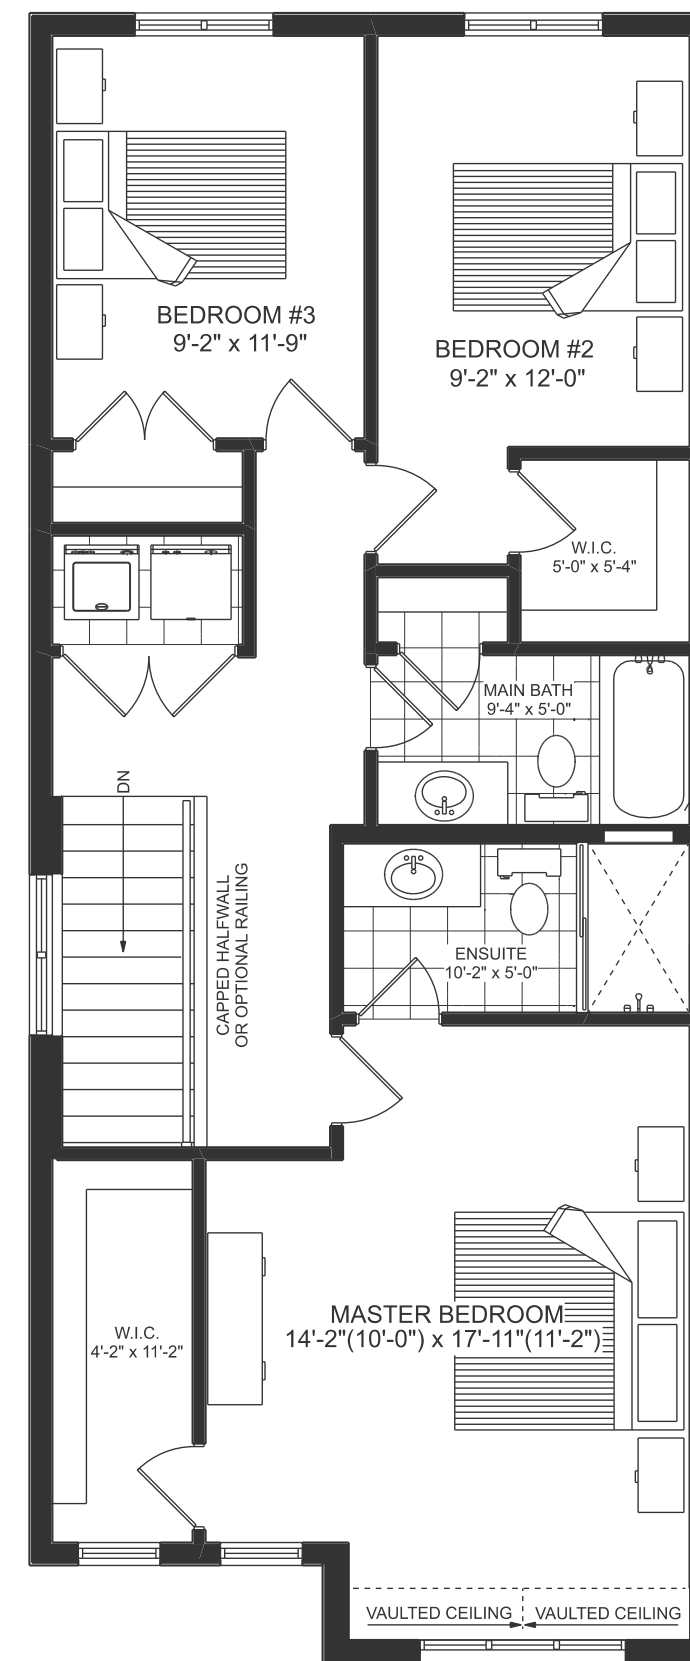 BEDROOM #3
9'-2" x 11'-9"
BEDROOM #2
9'-2" x 12'-0"
W.I.C.
5'-0" x 5'-4"
MAIN BATH
9'-4" x 5'-0"
DN
CAPPED HALFWALL
OR OPTIONAL RAILING
ENSUITE
10'-2" x 5'-0"
MASTER BEDROOM
14'-2"(10'-0") x 17'-11"(11'-2")
W.I.C.
4'-2" x 11'-2"
VAULTED CEILING VAULTED CEILING